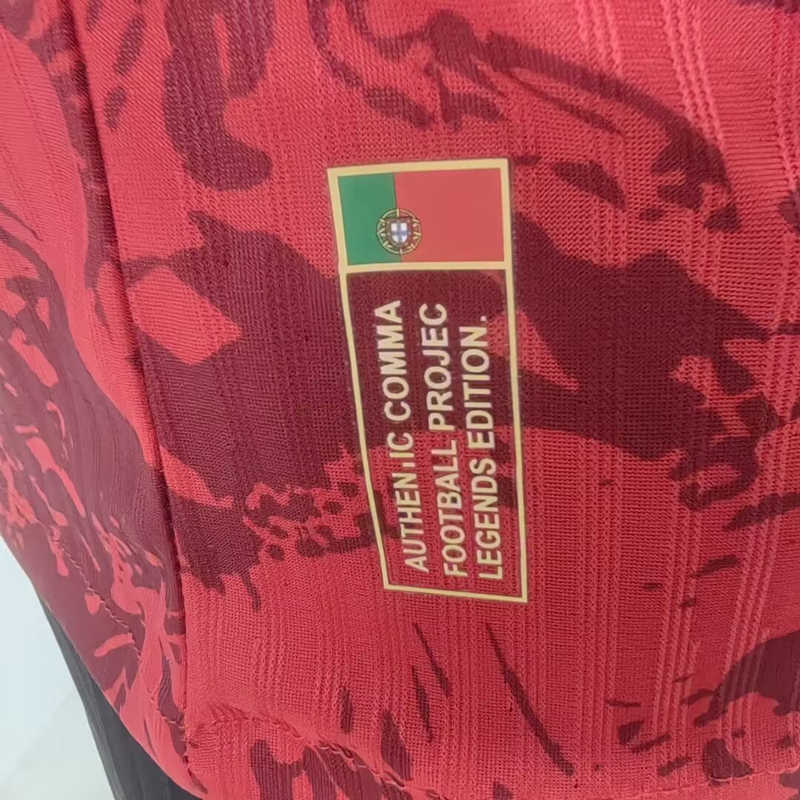 AUTHEN.IC COMMA
FOOTBALL PROJEC
LEGENDS EDITION.